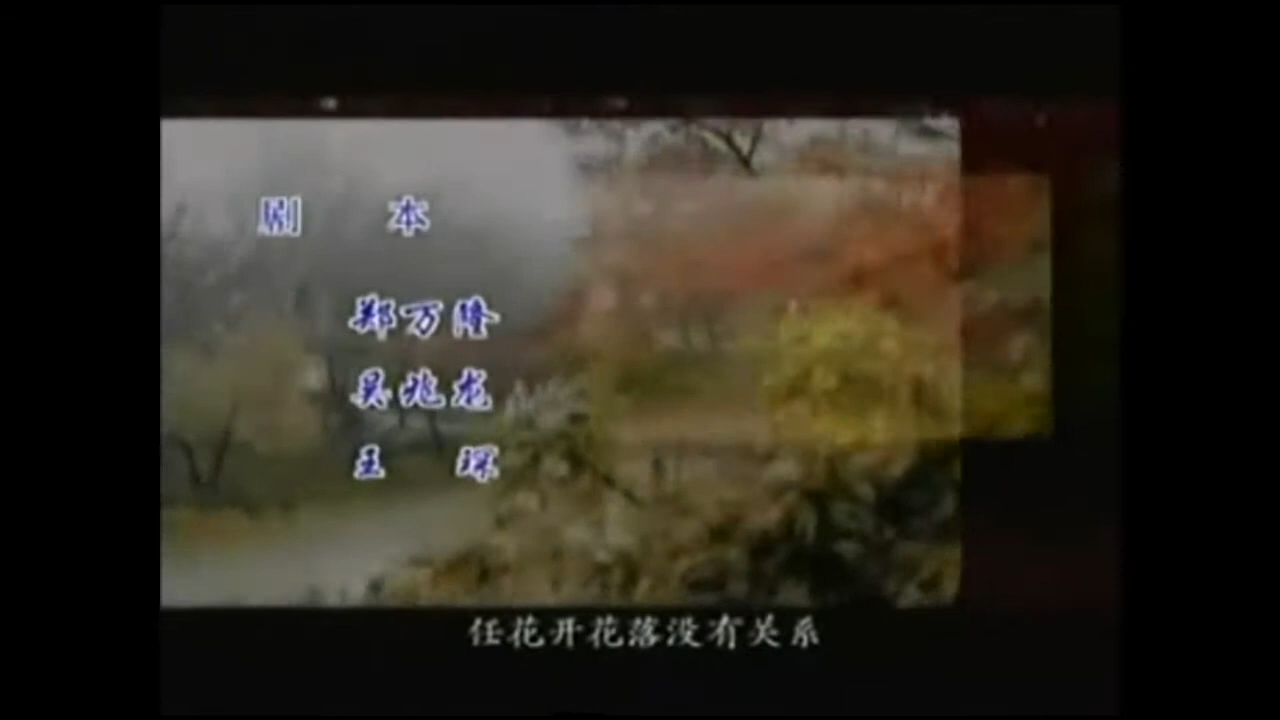 剧 本
郑万隆
吴兆龙
王 琛
任花开花落没有关系